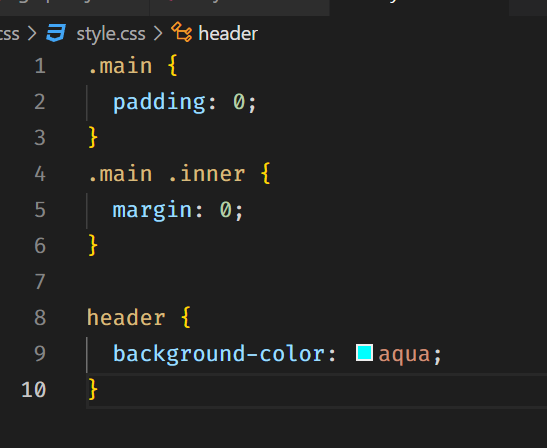 css > style.css > header
1 .main {
2 padding: 0;
3 }
4 .main .inner {
5 margin: 0;
6 }
7
8 header {
9 background-color: aqua;
10 }